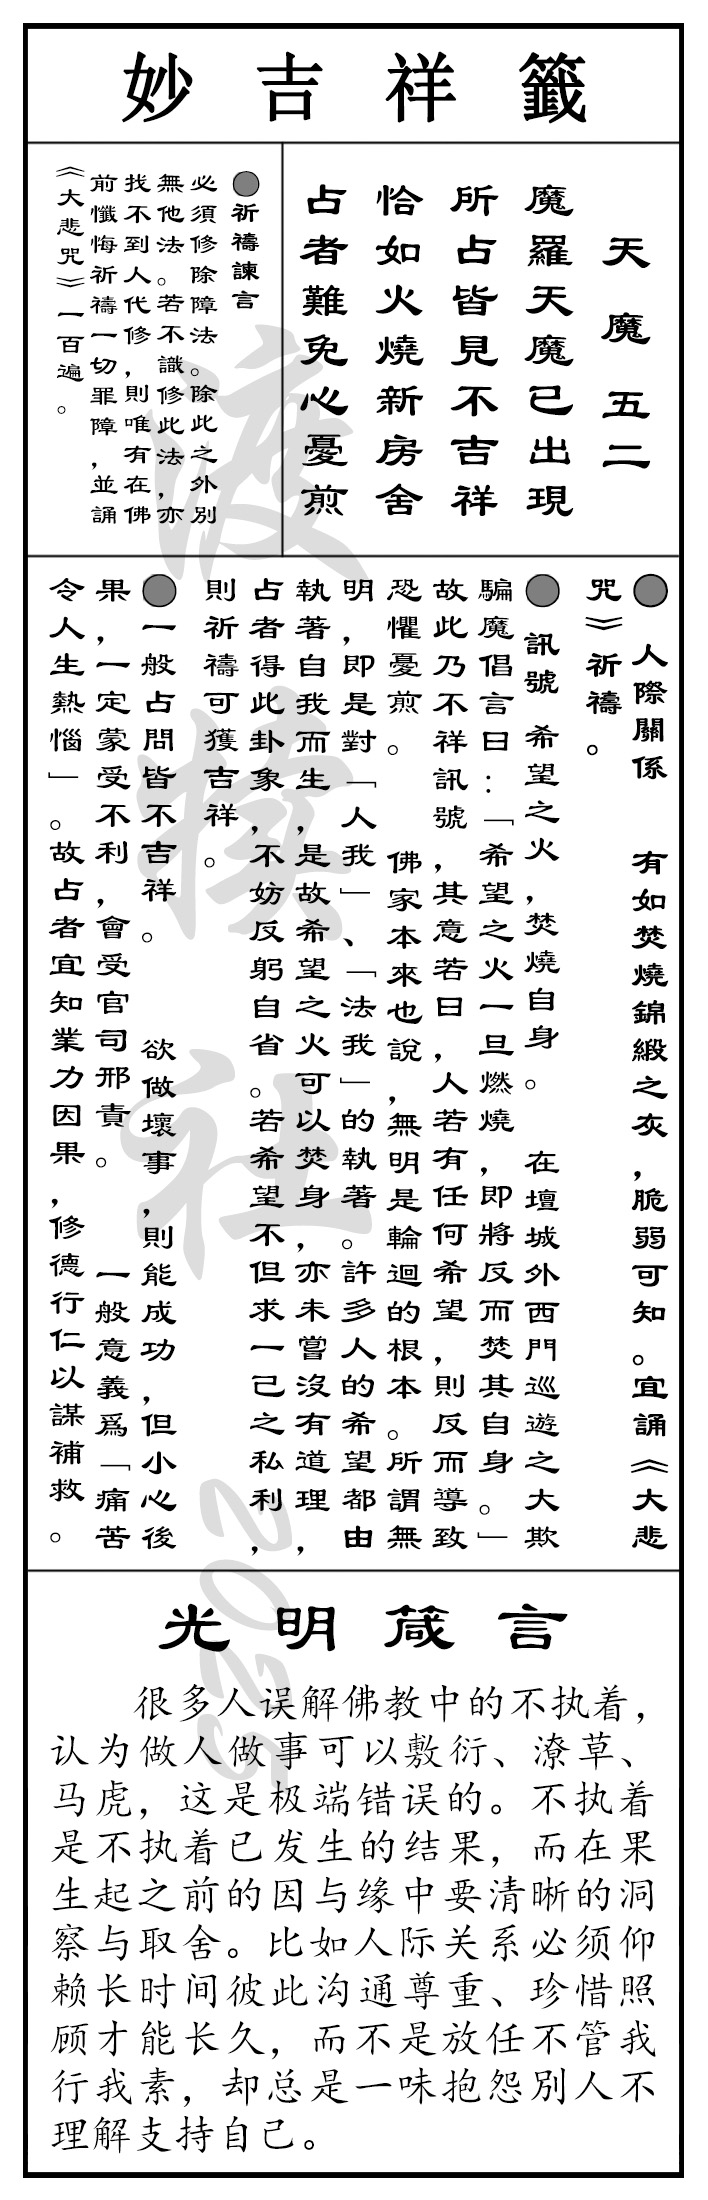 妙吉祥籤
天魔五二
魔羅天魔已出現
所占皆見不吉祥
恰如火燒新房舍
占者難免心憂煎
●祈禱諫言
必須修除障法。除此之外別
無他法。若不識修此法，亦
找不到人代修，則唯有在佛
前懺悔祈禱一切罪障，並誦
《大悲咒》一百遍。
● 人際關係 有如焚燒錦緞之灰，脆弱可知。宜誦《大悲
咒》祈禱。
● 訊號 希望之火，焚燒自身。 在壇城外西門巡遊之大欺
騙魔倡言曰：「希望之火一旦燃燒，即將反而焚其自身。」
故此乃不祥訊號，其意若曰，人若有任何希望，則反而導致
恐懼憂煎。 佛家本來也說，無明是輪迴的根本。所謂無
明，即是對「人我」、「法我」的執著。許多人的希望都由
執著自我而生，是故希望之火可以焚身，亦未嘗沒有道理，
占者得此卦象，不妨反躬自省。若希望不但求一己之私利，
則祈禱可獲吉祥。
●一般占問皆不吉祥。 欲做壞事，則能成功，但小心後
果，一定蒙受不利，會受官司邪責。 一般意義爲「痛苦
令人生熱惱」。故占者宜知業力因果，修德行仁以謀補救。
光明箴言
很多人误解佛教中的不执着，
认为做人做事可以敷衍、潦草、
马虎，这是极端错误的。不执着
是不执着已发生的结果，而在果
生起之前的因与缘中要清晰的洞
察与取舍。比如人际关系必须仰
赖长时间彼此沟通尊重、珍惜照
顾才能长久，而不是放任不管我
行我素，却总是一味抱怨别人不
理解支持自己。
渡犊社 2025